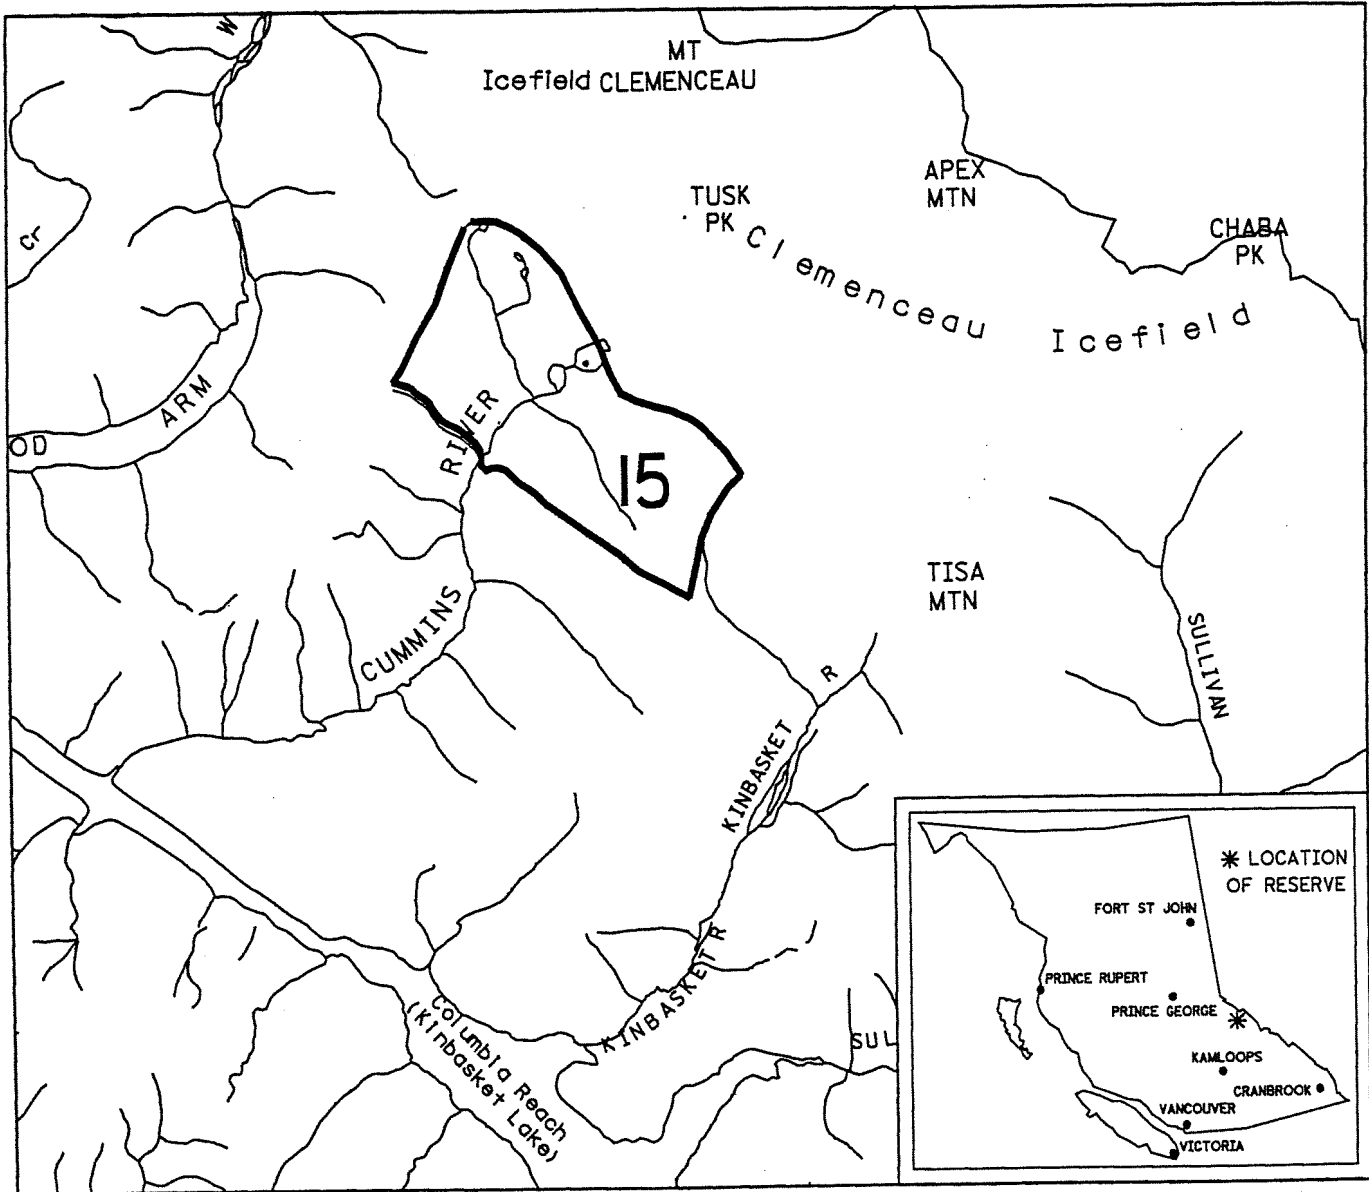 W
MT
Icefield CLEMENCEAU
APEX
MTN
TUSK
PK
CHABA
PK
Cr
Clemenceau Icefield
ARM
OD
RIVER
15
TISA
MTN
CUMMINS
SULLIVAN
R
KINBASKET
* LOCATION
OF RESERVE
FORT ST JOHN
PRINCE RUPERT
PRINCE GEORGE
KAMLOOPS
CRANBROOK
VANCOUVER
VICTORIA
KINBASKET R
SUL
Columbia Reach
(Kinbasket Lake)